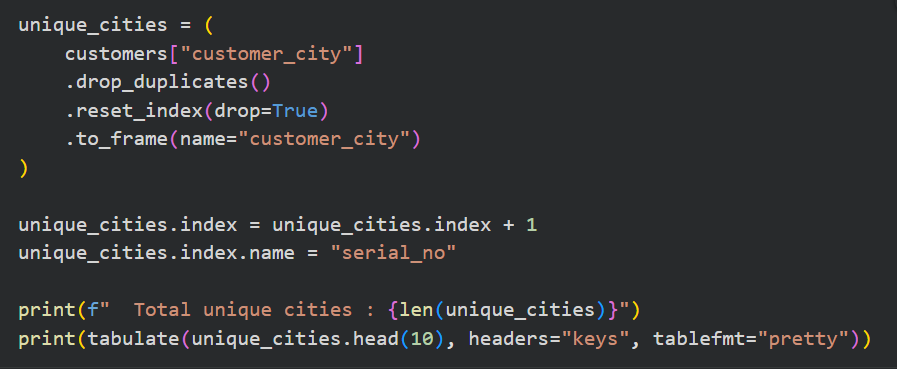 unique_cities = (
    customers["customer_city"]
    .drop_duplicates()
    .reset_index(drop=True)
    .to_frame(name="customer_city")
)
unique_cities.index = unique_cities.index + 1
unique_cities.index.name = "serial_no"
print(f"  Total unique cities : {len(unique_cities)}")
print(tabulate(unique_cities.head(10), headers="keys", tablefmt="pretty"))